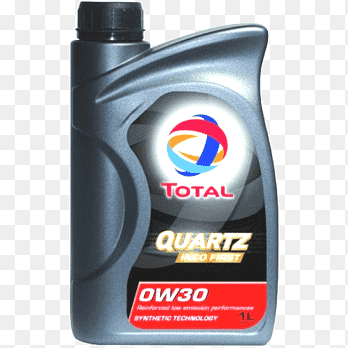 TOTAL
QUARTZ
INEO FIRST
0W30
Reinforced low emission performances
SYNTHETIC TECHNOLOGY
1L